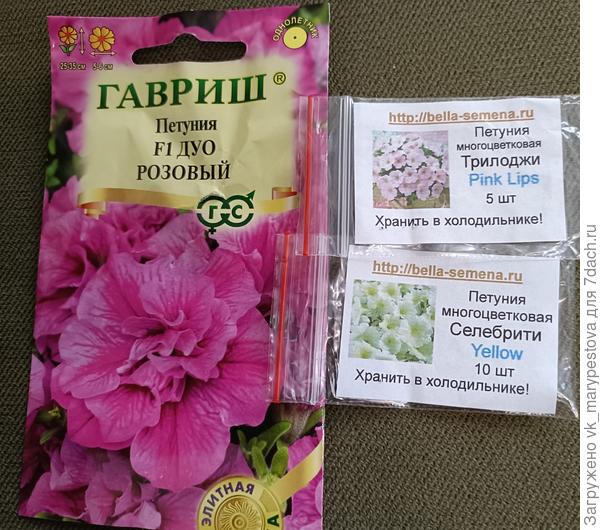 25-35 см
5-6 см
ОДНОЛЕТНИК
ГАВРИШ®
Петуния
F1 ДУО
РОЗОВЫЙ
ЭЛИТНАЯ
http://bella-semena.ru
Петуния
многоцветковая
Трилоджи
Pink Lips
5 шт
Хранить в холодильнике!
http://bella-semena.ru
Петуния
многоцветковая
Селебрити
Yellow
10 шт
Хранить в холодильнике!
Загружено vk_marypestova для 7dach.ru